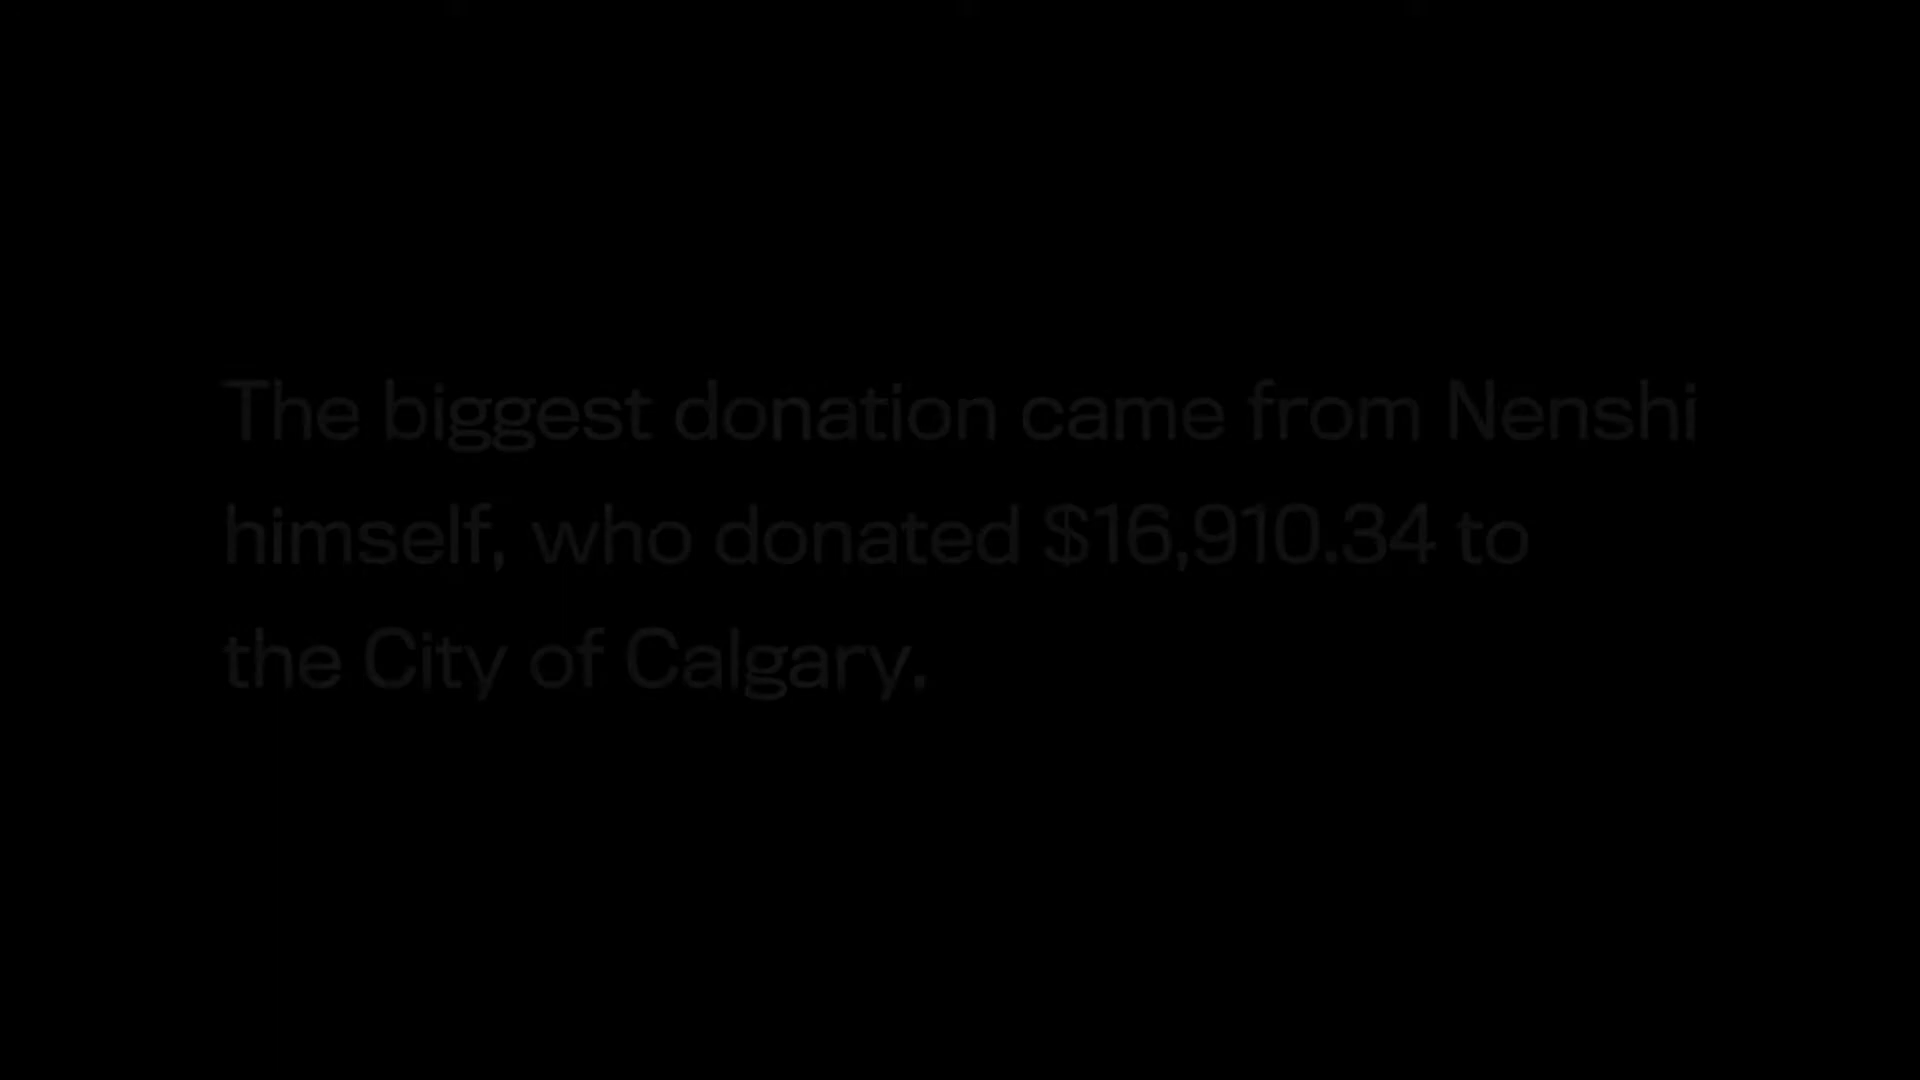 The biggest donation came from Nenshi
himself, who donated $16,910.34 to
the City of Calgary.